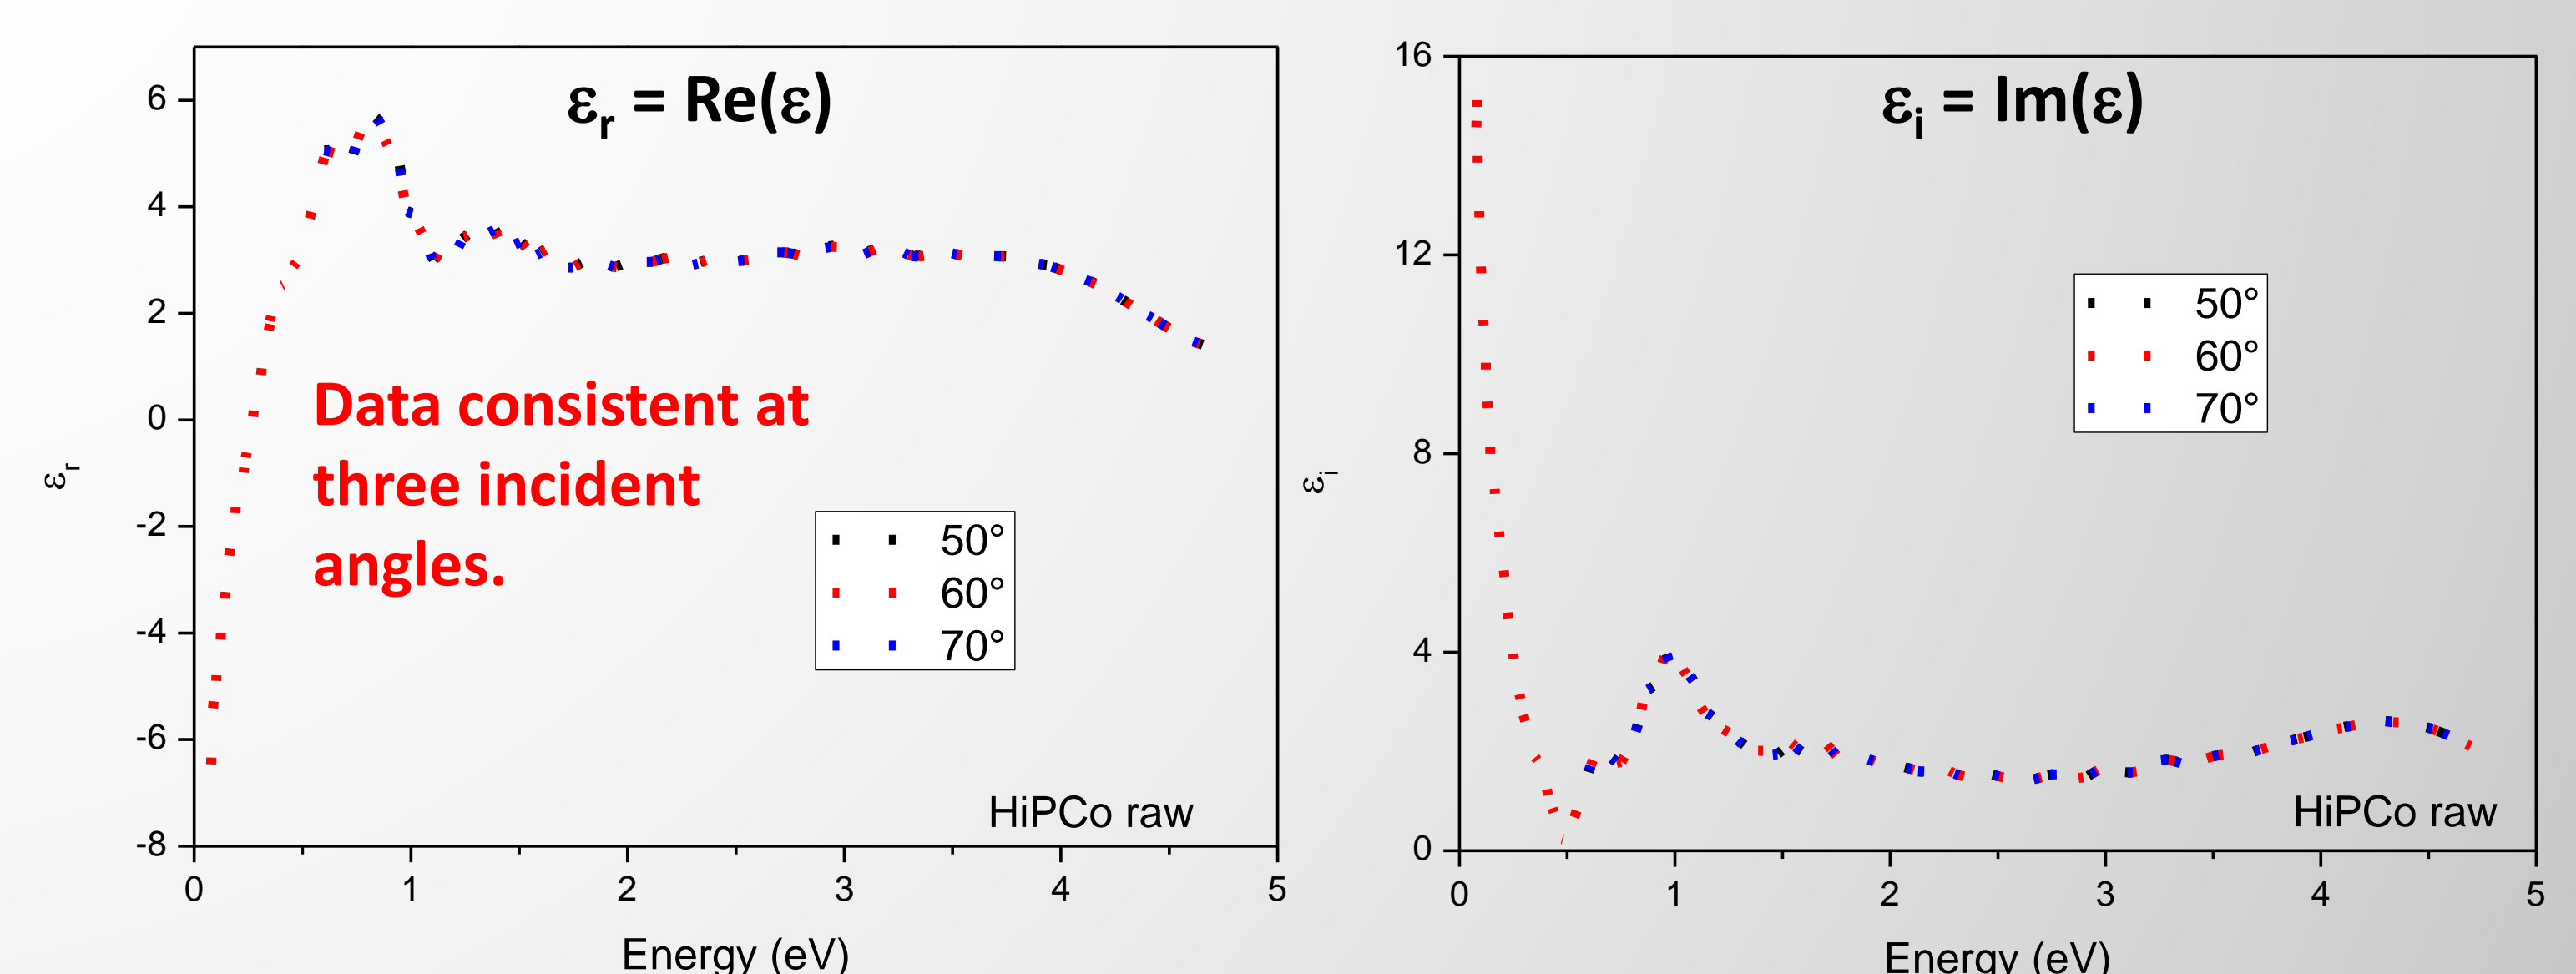 εr = Re(ε)
6
4
2
0
-2
-4
-6
-8
εr
Data consistent at
three incident
angles.
50°
60°
70°
HiPCo raw
0 1 2 3 4 5
Energy (eV)
εi = Im(ε)
16
12
8
4
0
εi
50°
60°
70°
HiPCo raw
0 1 2 3 4 5
Energy (eV)